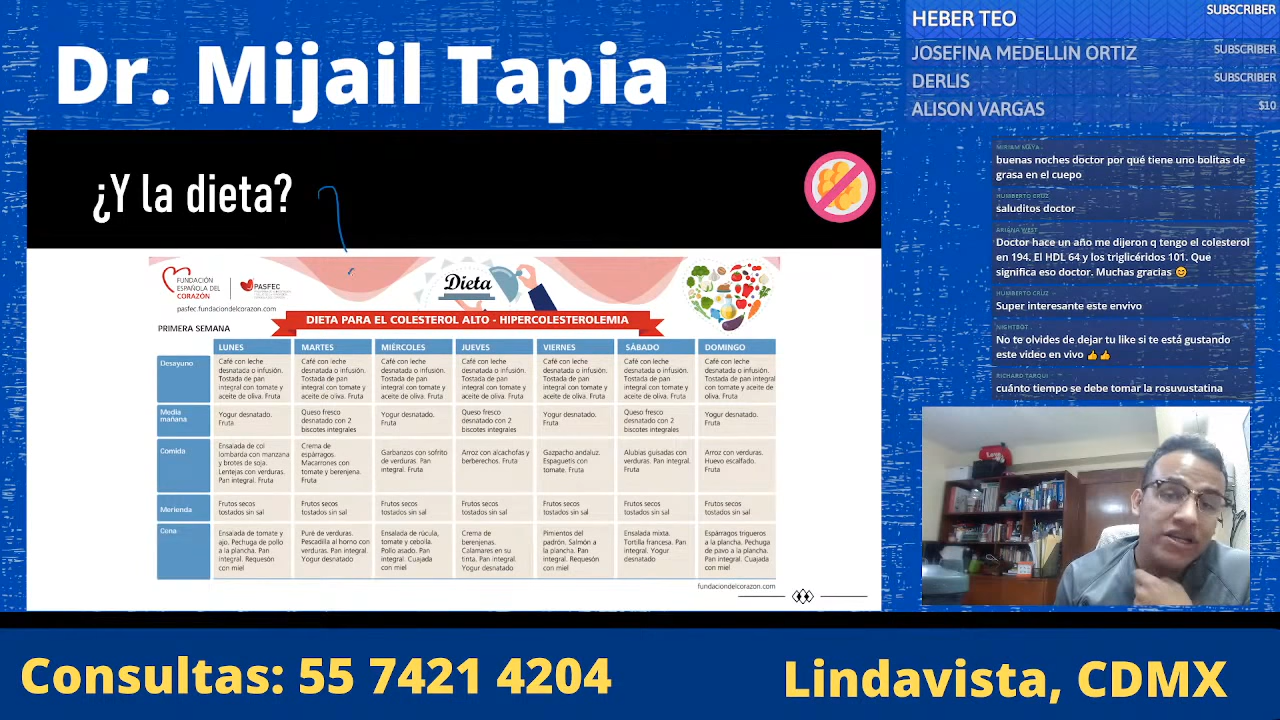 Dr. Mijail Tapia
HEBER TEO SUBSCRIBER
JOSEFINA MEDELLIN ORTIZ SUBSCRIBER
DERLIS SUBSCRIBER
ALISON VARGAS $10
¿Y la dieta?
MIRIAM MAYA
buenas noches doctor por qué tiene uno bolitas de
grasa en el cuepo
HUMBERTO CRUZ
saluditos doctor
ARIANA WEST
Doctor hace un año me dijeron q tengo el colesterol
en 194. El HDL 64 y los triglicéridos 101. Que
significa eso doctor. Muchas gracias 😊
HUMBERTO CRUZ
Super interesante este envivo
NIGHTBOT
No te olvides de dejar tu like si te está gustando
este video en vivo 👍👍
RICHARD TARQUI
cuánto tiempo se debe tomar la rosuvustatina
FUNDACIÓN
ESPAÑOLA DEL
CORAZÓN
PASFEC
pasfec.fundaciondelcorazon.com
Dieta
DIETA PARA EL COLESTEROL ALTO - HIPERCOLESTEROLEMIA
PRIMERA SEMANA
LUNES MARTES MIÉRCOLES JUEVES VIERNES SÁBADO DOMINGO
Desayuno
Café con leche
desnatada o infusión.
Tostada de pan
integral con tomate y
aceite de oliva. Fruta
Café con leche
desnatada o infusión.
Tostada de pan
integral con tomate y
aceite de oliva. Fruta
Café con leche
desnatada o infusión.
Tostada de pan
integral con tomate y
aceite de oliva. Fruta
Café con leche
desnatada o infusión.
Tostada de pan
integral con tomate y
aceite de oliva. Fruta
Café con leche
desnatada o infusión.
Tostada de pan
integral con tomate y
aceite de oliva. Fruta
Café con leche
desnatada o infusión.
Tostada de pan
integral con tomate y
aceite de oliva. Fruta
Café con leche
desnatada o infusión.
Tostada de pan integral
con tomate y
aceite de oliva. Fruta
Media
mañana
Yogur desnatado.
Fruta
Queso fresco
desnatado con 2
biscotes integrales
Yogur desnatado.
Fruta
Queso fresco
desnatado con 2
biscotes integrales
Yogur desnatado.
Fruta
Queso fresco
desnatado con 2
biscotes integrales
Yogur desnatado.
Fruta
Comida
Ensalada de col
lombarda con manzana
y brotes de soja.
Lentejas con verduras.
Pan integral. Fruta
Crema de
espárragos.
Macarrones con
tomate y berenjena.
Fruta
Garbanzos con sofrito
de verduras. Pan
integral. Fruta
Arroz con alcachofas y
berberechos. Fruta
Gazpacho andaluz.
Espaguetis con
tomate. Fruta
Alubias guisadas con
verduras. Pan integral.
Fruta
Arroz con verduras.
Huevo escalfado.
Fruta
Merienda
Frutos secos
tostados sin sal
Frutos secos
tostados sin sal
Frutos secos
tostados sin sal
Frutos secos
tostados sin sal
Frutos secos
tostados sin sal
Frutos secos
tostados sin sal
Frutos secos
tostados sin sal
Cena
Ensalada de tomate y
ajo. Pechuga de pollo
a la plancha. Pan
integral. Requesón
con miel
Puré de verduras.
Pescadilla al horno con
verduras. Pan integral.
Yogur desnatado
Ensalada de rúcula,
tomate y cebolla.
Pollo asado. Pan
integral. Cuajada
con miel
Crema de
berenjenas.
Calamares en su
tinta. Pan integral.
Yogur desnatado
Pimientos del
padrón. Salmón a
la plancha. Pan
integral. Requesón
con miel
Ensalada mixta.
Tortilla francesa. Pan
integral. Yogur
desnatado
Espárragos trigueros
a la plancha. Pechuga
de pavo a la plancha.
Pan integral. Cuajada
con miel
fundaciondelcorazon.com
Consultas: 55 7421 4204
Lindavista, CDMX